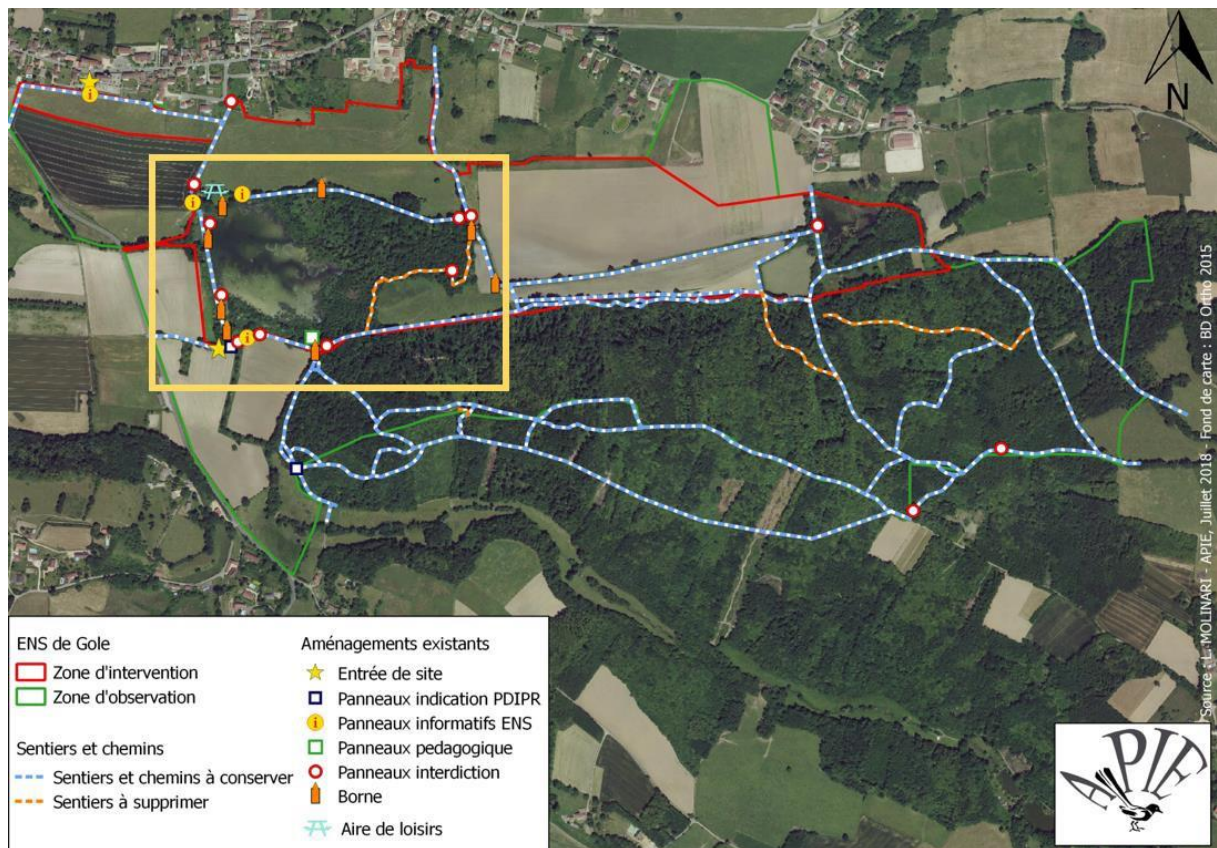 N
ENS de Gole
Zone d'intervention
Zone d'observation
Sentiers et chemins
Sentiers et chemins à conserver
Sentiers à supprimer
Aménagements existants
Entrée de site
Panneaux indication PDIPR
Panneaux informatifs ENS
Panneaux pedagogique
Panneaux interdiction
Borne
Aire de loisirs
Source : L. MOLINARI - APIE, Juillet 2018 - Fond de carte : BD Ortho 2015
APIE